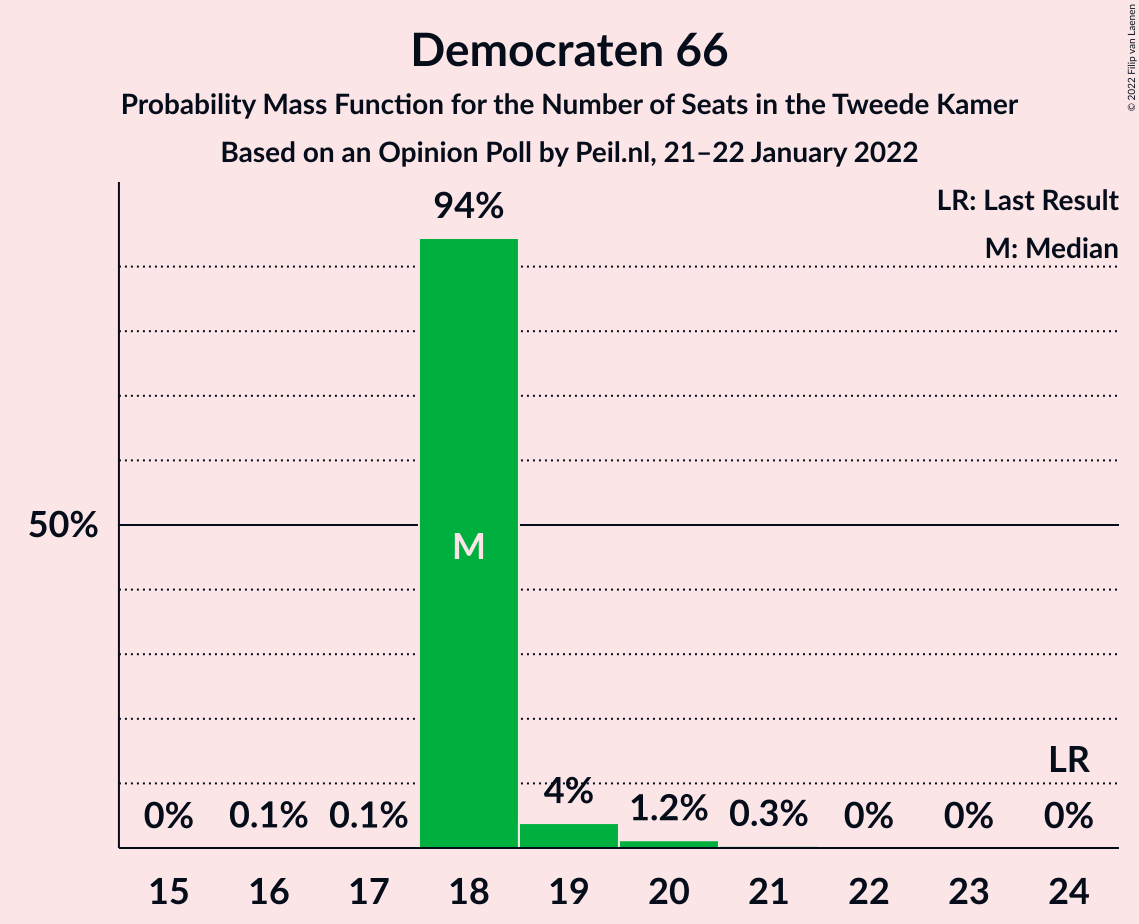 Democraten 66
Probability Mass Function for the Number of Seats in the Tweede Kamer
Based on an Opinion Poll by Peil.nl, 21–22 January 2022
© 2022 Filip van Laenen
LR: Last Result
M: Median
94%
50%
M
LR
0% 0.1% 0.1% 4% 1.2% 0.3% 0% 0% 0%
15 16 17 18 19 20 21 22 23 24